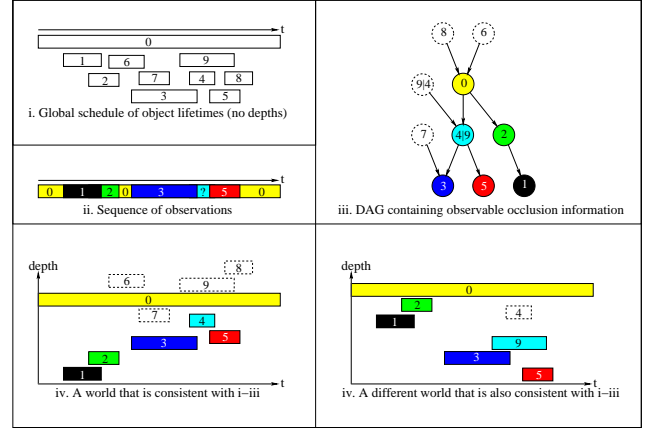 t
0
1 6 9
2 7 4 8
3 5
i. Global schedule of object lifetimes (no depths)
t
0 1 2 0 3 ? 5 0
ii. Sequence of observations
8 6
9|4 0
7 4|9 2
3 5 1
iii. DAG containing observable occlusion information
depth
8
6 9
0
7 4
3 5
2
1
t
iv. A world that is consistent with i−iii
depth
0
2
1 4
9
3
5
t
iv. A different world that is also consistent with i−iii